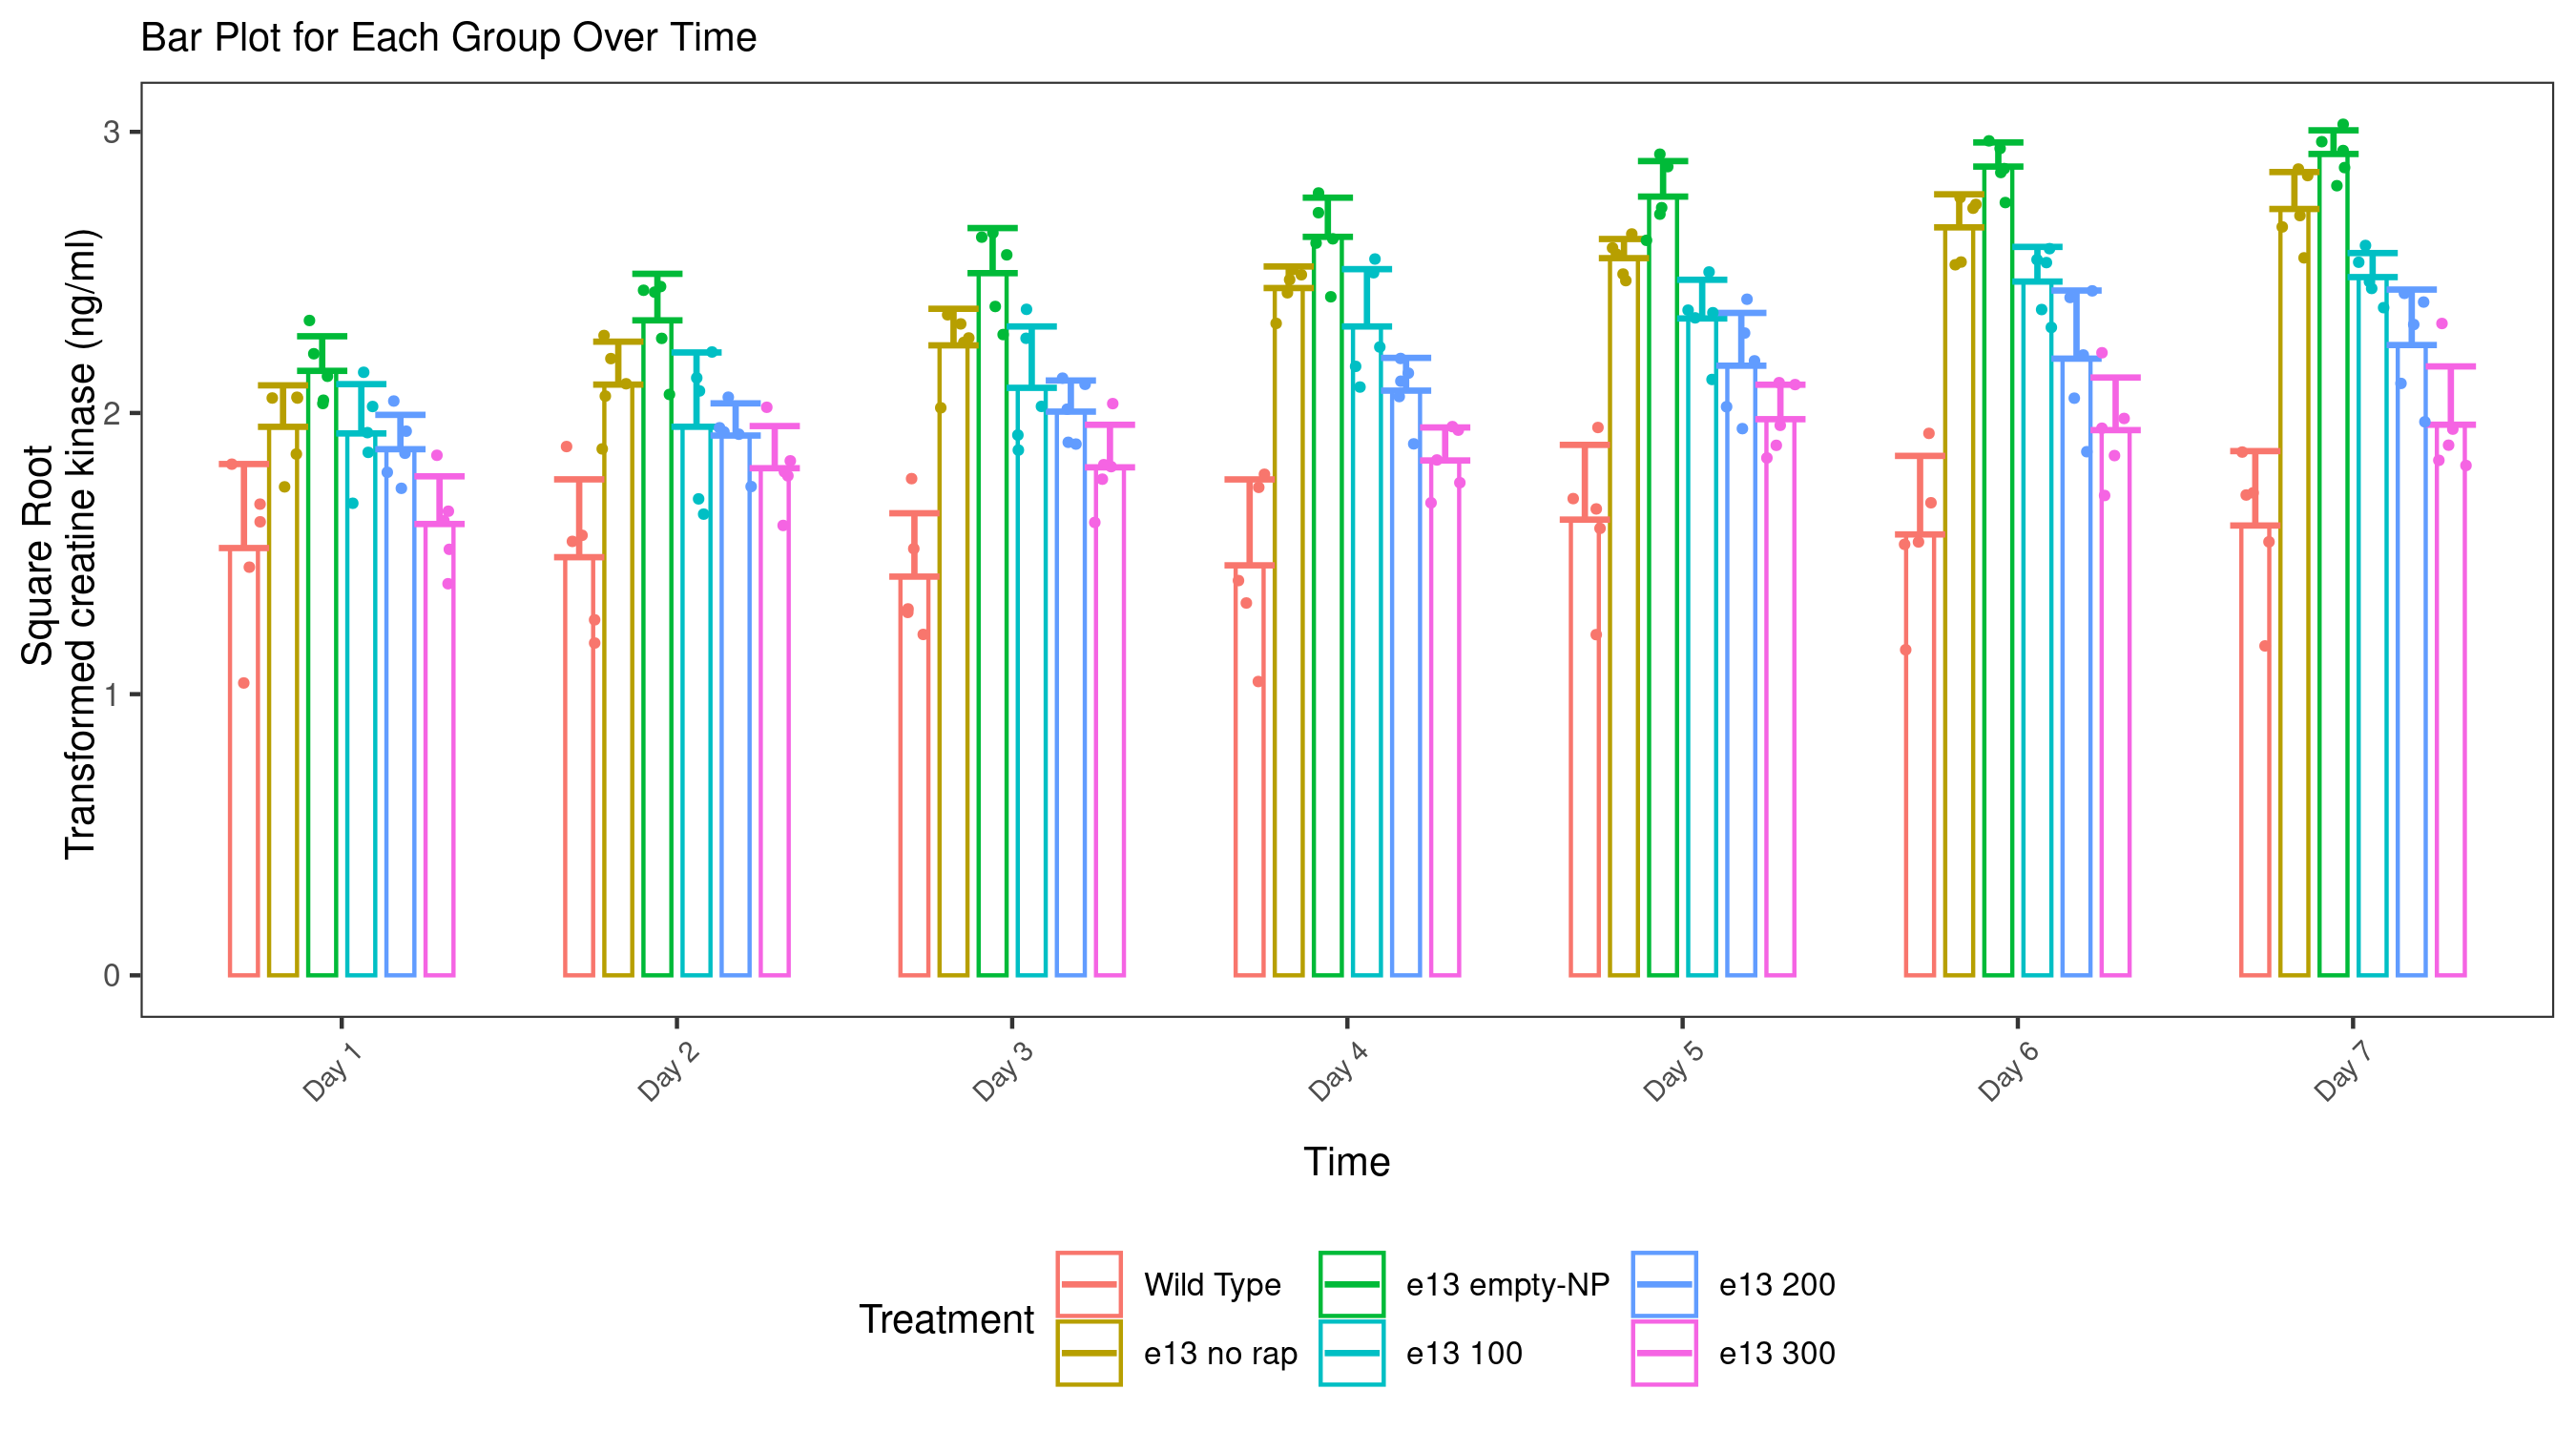 Bar Plot for Each Group Over Time
Square Root
Transformed creatine kinase (ng/ml)
3
2
1
0
Day 1
Day 2
Day 3
Day 4
Day 5
Day 6
Day 7
Time
Treatment
Wild Type
e13 no rap
e13 empty-NP
e13 100
e13 200
e13 300